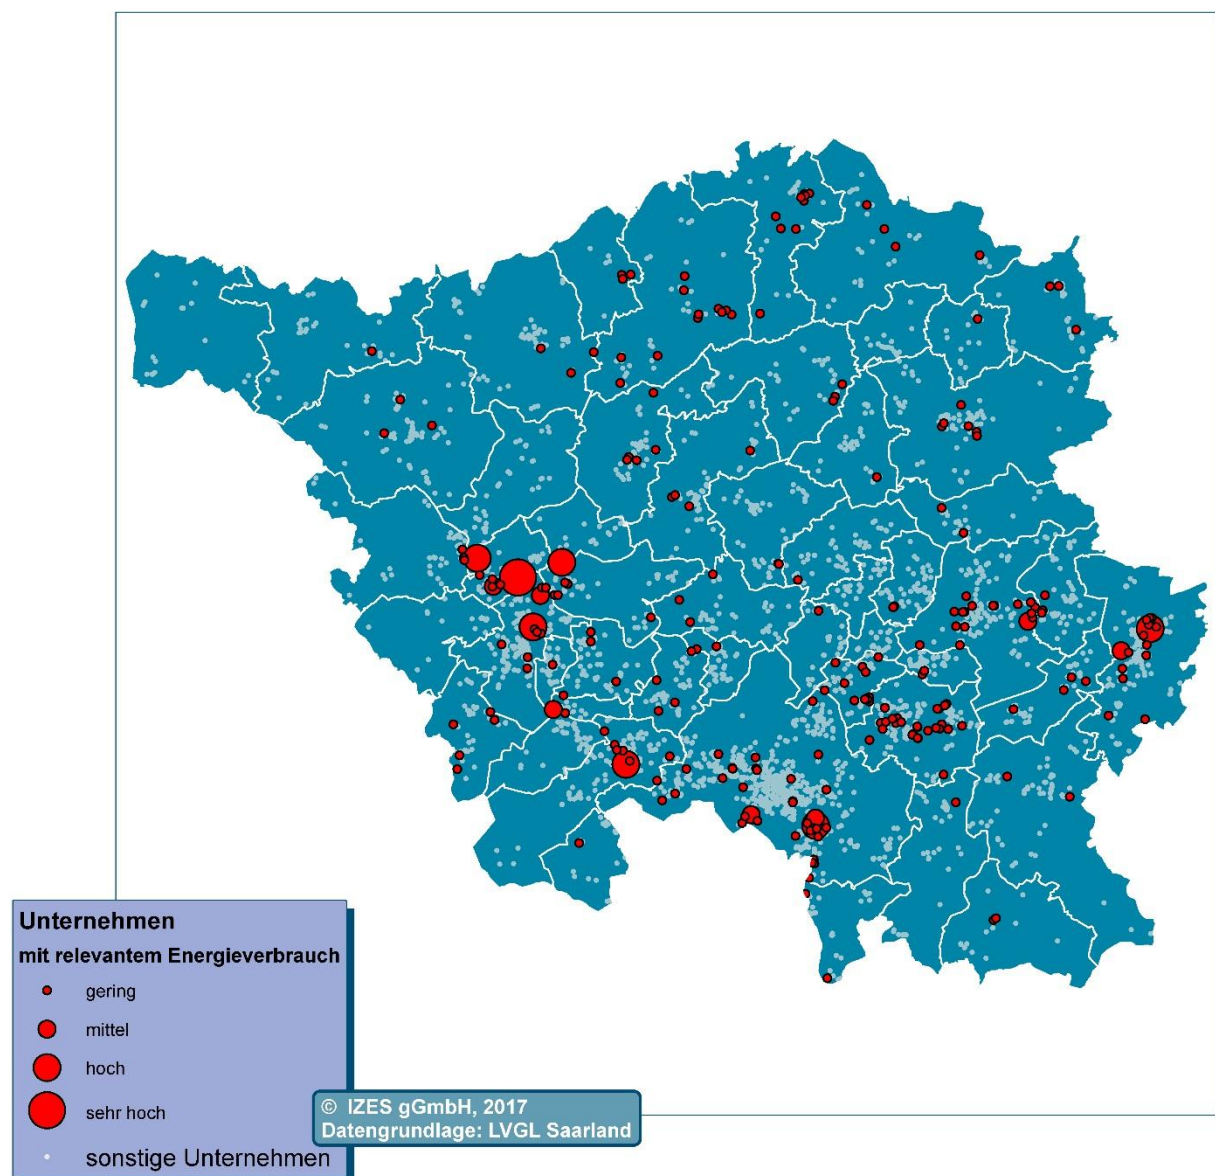 Unternehmen
mit relevantem Energieverbrauch
gering
mittel
hoch
sehr hoch
sonstige Unternehmen
© IZES gGmbH, 2017
Datengrundlage: LVGL Saarland